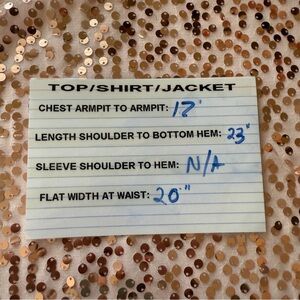 TOP/SHIRT/JACKET
CHEST ARMPIT TO ARMPIT: 17"
LENGTH SHOULDER TO BOTTOM HEM: 23"
SLEEVE SHOULDER TO HEM: N/A
FLAT WIDTH AT WAIST: 20"